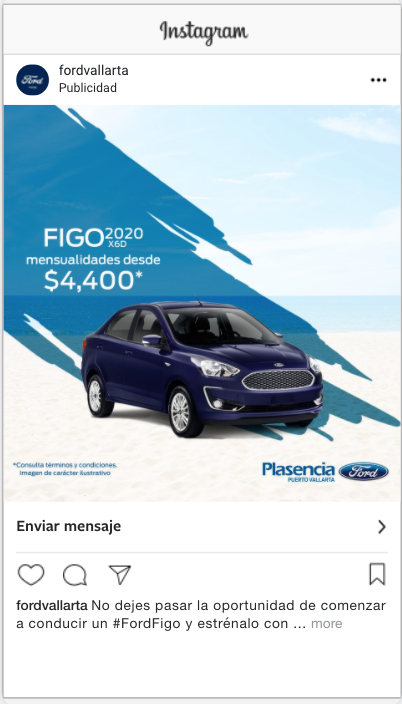 Instagram
Ford
fordvallarta
Publicidad
FIGO 2020
X6D
mensualidades desde
$4,400*
*Consulta términos y condiciones.
Imagen de carácter ilustrativo
Plasencia Ford
PUERTO VALLARTA
Enviar mensaje
fordvallarta No dejes pasar la oportunidad de comenzar
a conducir un #FordFigo y estrénalo con ... more